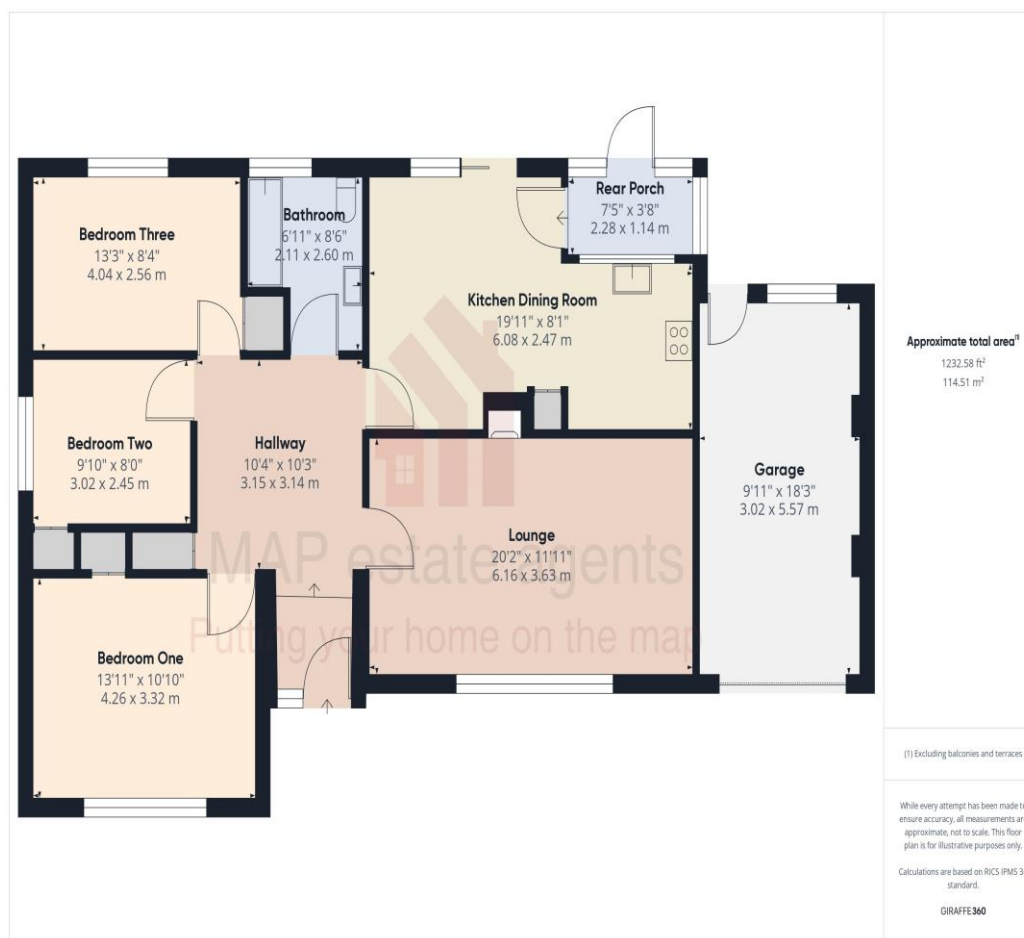 Bedroom Three
13'3" x 8'4"
4.04 x 2.56 m
Bathroom
6'11" x 8'6"
2.11 x 2.60 m
Rear Porch
7'5" x 3'8"
2.28 x 1.14 m
Kitchen Dining Room
19'11" x 8'1"
6.08 x 2.47 m
Bedroom Two
9'10" x 8'0"
3.02 x 2.45 m
Hallway
10'4" x 10'3"
3.15 x 3.14 m
Garage
9'11" x 18'3"
3.02 x 5.57 m
Lounge
20'2" x 11'11"
6.16 x 3.63 m
MAP estate agents
Putting your home on the map
Bedroom One
13'11" x 10'10"
4.26 x 3.32 m
Approximate total area(1)
1232.58 ft²
114.51 m²
(1) Excluding balconies and terraces
While every attempt has been made to
ensure accuracy, all measurements are
approximate, not to scale. This floor
plan is for illustrative purposes only.
Calculations are based on RICS IPMS 3
standard.
GIRAFFE360